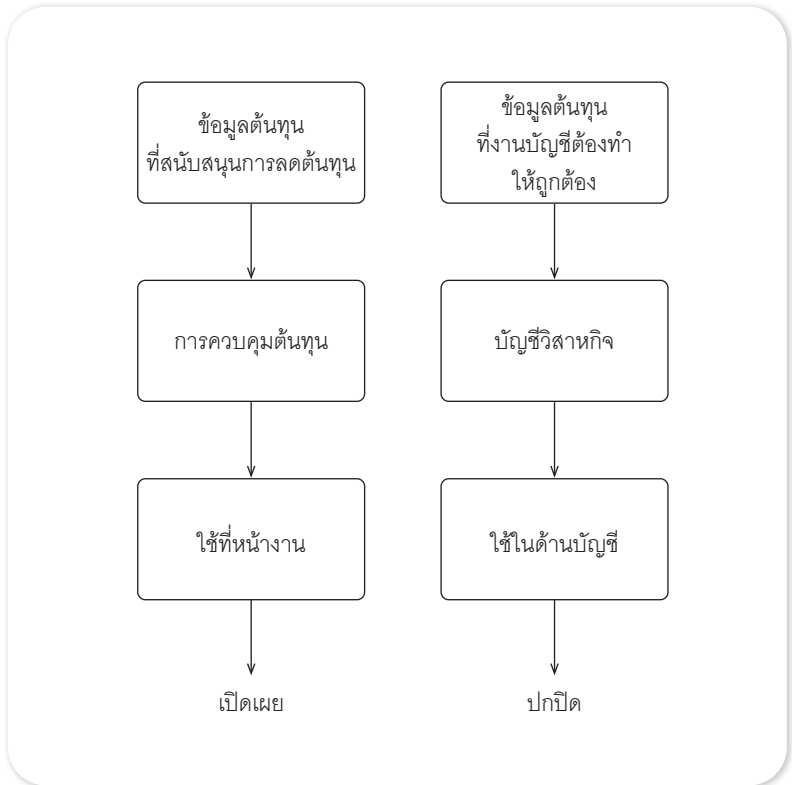 ข้อมูลต้นทุน
ที่สนับสนุนการลดต้นทุน
การควบคุมต้นทุน
ใช้ที่หน้างาน
เปิดเผย
ข้อมูลต้นทุน
ที่งานบัญชีต้องทำ
ให้ถูกต้อง
บัญชีวิสาหกิจ
ใช้ในด้านบัญชี
ปกปิด